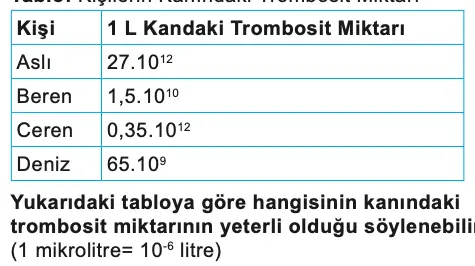 Kişi 1 L Kandaki Trombosit Miktarı
Aslı 27.10¹²
Beren 1,5.10¹⁰
Ceren 0,35.10¹²
Deniz 65.10⁹
Yukarıdaki tabloya göre hangisinin kanındaki
trombosit miktarının yeterli olduğu
(1 mikrolitre= 10⁻⁶ litre)